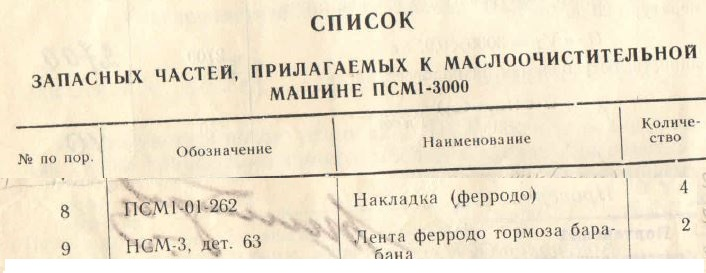 СПИСОК
ЗАПАСНЫХ ЧАСТЕЙ, ПРИЛАГАЕМЫХ К МАСЛООЧИСТИТЕЛЬНОЙ
МАШИНЕ ПСМ1-3000
№ по пор. Обозначение Наименование Количе-
ство
8 ПСМ1-01-262 Накладка (ферродо) 4
9 НСМ-3, дет. 63 Лента ферродо тормоза бара- 2
бана